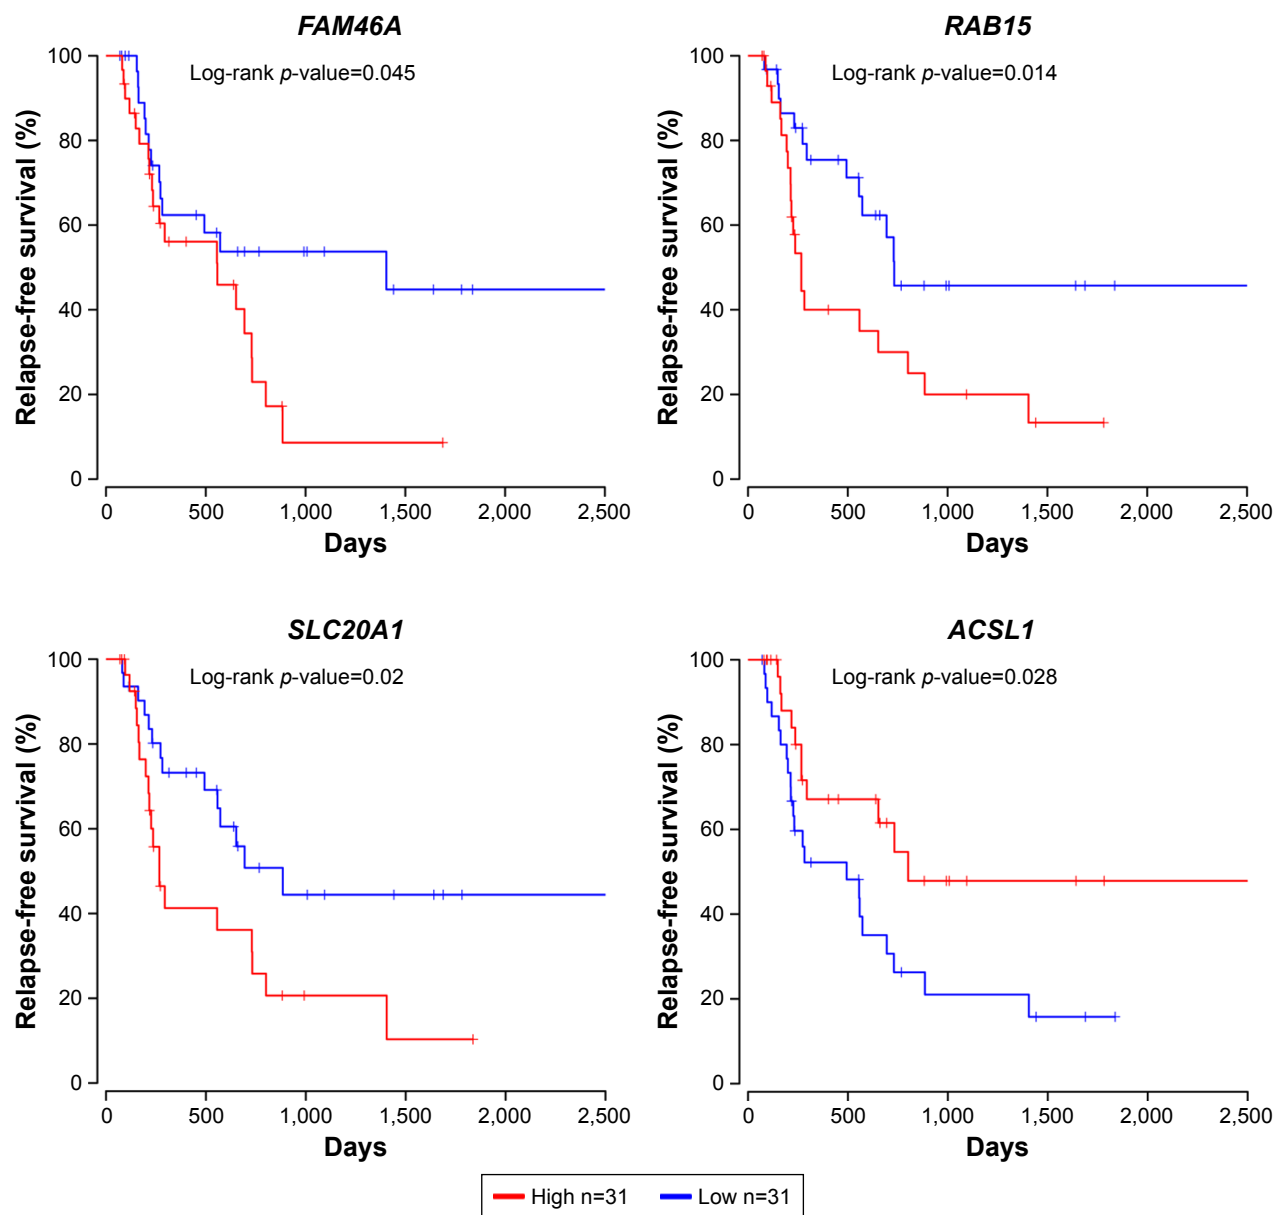 FAM46A
Log-rank p-value=0.045
Relapse-free survival (%)
100
80
60
40
20
0
0 500 1,000 1,500 2,000 2,500
Days
RAB15
Log-rank p-value=0.014
Relapse-free survival (%)
100
80
60
40
20
0
0 500 1,000 1,500 2,000 2,500
Days
SLC20A1
Log-rank p-value=0.02
Relapse-free survival (%)
100
80
60
40
20
0
0 500 1,000 1,500 2,000 2,500
Days
ACSL1
Log-rank p-value=0.028
Relapse-free survival (%)
100
80
60
40
20
0
0 500 1,000 1,500 2,000 2,500
Days
High n=31 Low n=31